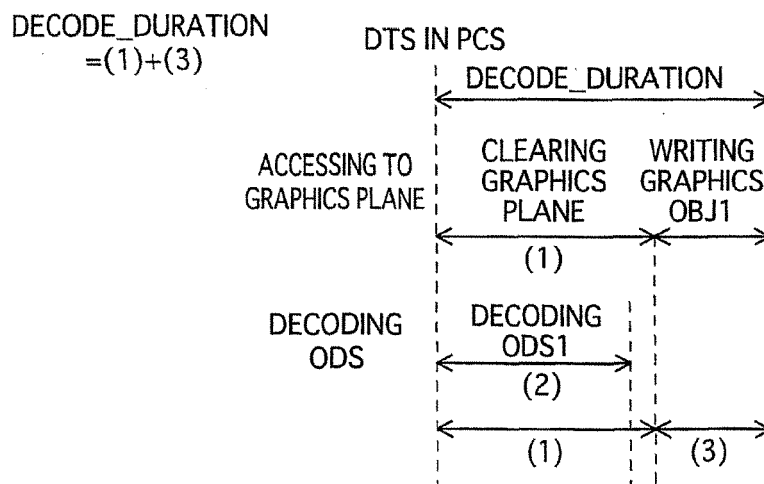 DECODE_DURATION
=(1)+(3)
DTS IN PCS
DECODE_DURATION
ACCESSING TO
GRAPHICS PLANE
CLEARING
GRAPHICS
PLANE
WRITING
GRAPHICS
OBJ1
(1)
DECODING
ODS
DECODING
ODS1
(2)
(1)
(3)